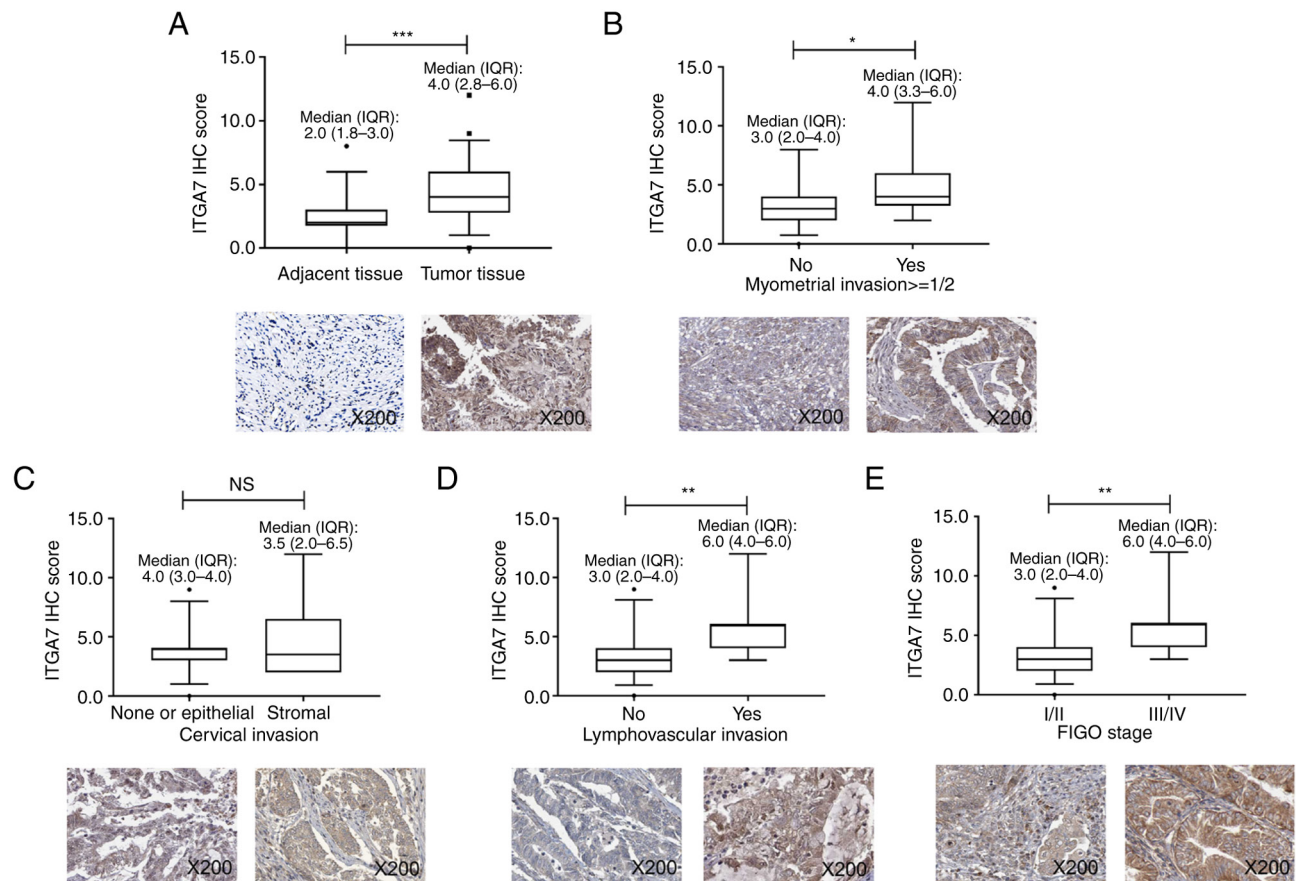 A
***
ITGA7 IHC score
15.0
10.0
5.0
0.0
Median (IQR):
2.0 (1.8–3.0)
Median (IQR):
4.0 (2.8–6.0)
Adjacent tissue
Tumor tissue
X200
X200
B
*
ITGA7 IHC score
15.0
10.0
5.0
0.0
Median (IQR):
3.0 (2.0–4.0)
Median (IQR):
4.0 (3.3–6.0)
No
Yes
Myometrial invasion>=1/2
X200
X200
C
NS
ITGA7 IHC score
15.0
10.0
5.0
0.0
Median (IQR):
4.0 (3.0–4.0)
Median (IQR):
3.5 (2.0–6.5)
None or epithelial
Stromal
Cervical invasion
X200
X200
D
**
ITGA7 IHC score
15.0
10.0
5.0
0.0
Median (IQR):
3.0 (2.0–4.0)
Median (IQR):
6.0 (4.0–6.0)
No
Yes
Lymphovascular invasion
X200
X200
E
**
ITGA7 IHC score
15.0
10.0
5.0
0.0
Median (IQR):
3.0 (2.0–4.0)
Median (IQR):
6.0 (4.0–6.0)
I/II
III/IV
FIGO stage
X200
X200